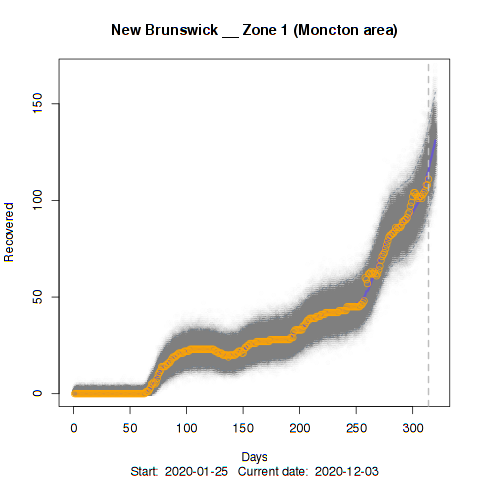 New Brunswick __ Zone 1 (Moncton area)
150
100
50
0
Recovered
0 50 100 150 200 250 300
Days
Start: 2020-01-25 Current date: 2020-12-03